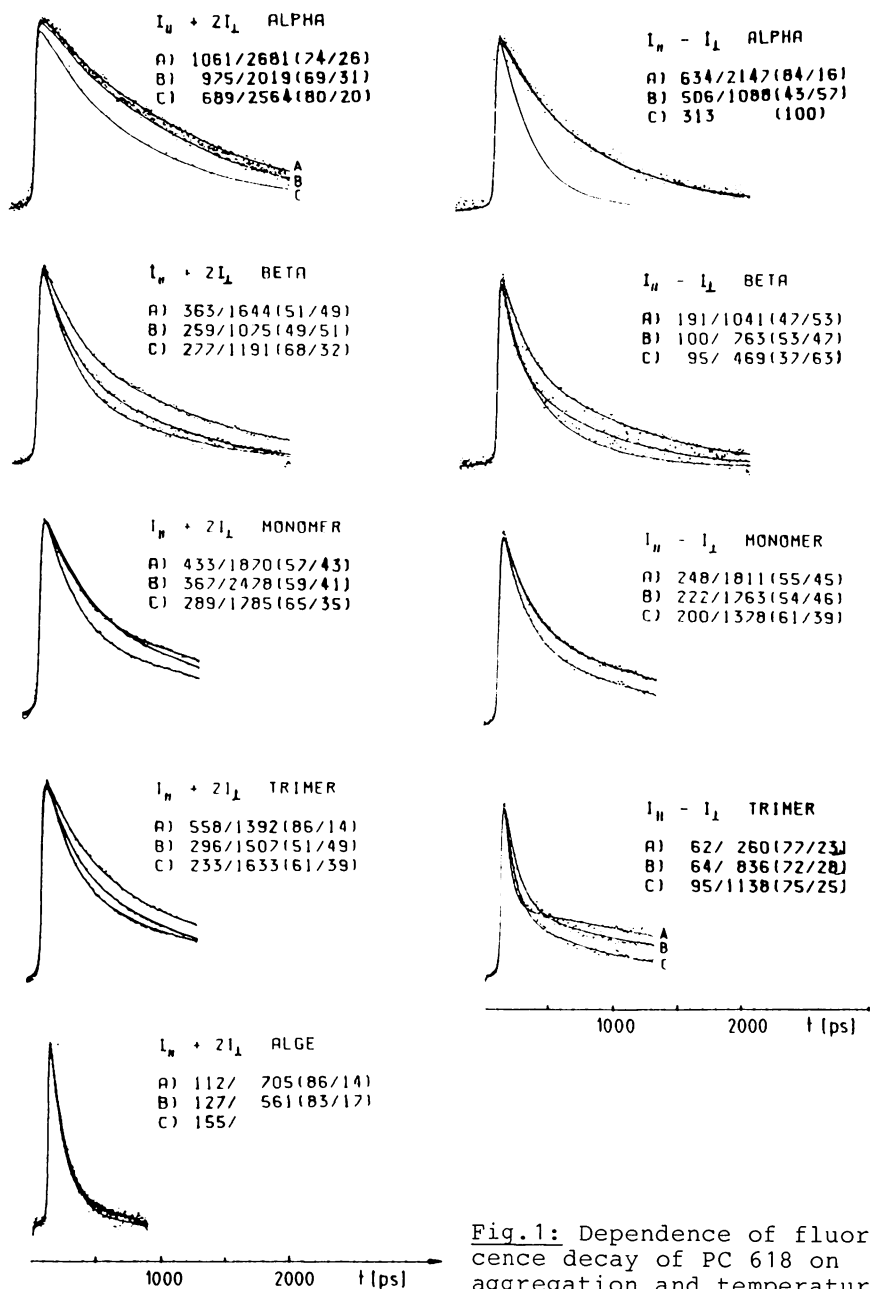 I∥ + 2I⊥ ALPHA
A) 1061/2681(74/26)
B) 975/2019(69/31)
C) 689/2564(80/20)
A
B
C
I∥ - I⊥ ALPHA
A) 634/2147(84/16)
B) 506/1088(43/57)
C) 313 (100)
I∥ + 2I⊥ BETA
A) 363/1644(51/49)
B) 259/1075(49/51)
C) 277/1191(68/32)
I∥ - I⊥ BETA
A) 191/1041(47/53)
B) 100/ 763(53/47)
C) 95/ 469(37/63)
I∥ + 2I⊥ MONOMER
A) 433/1870(57/43)
B) 367/2478(59/41)
C) 289/1785(65/35)
I∥ - I⊥ MONOMER
A) 248/1811(55/45)
B) 222/1763(54/46)
C) 200/1378(61/39)
I∥ + 2I⊥ TRIMER
A) 558/1392(86/14)
B) 296/1507(51/49)
C) 233/1633(61/39)
I∥ - I⊥ TRIMER
A) 62/ 260(77/23)
B) 64/ 836(72/28)
C) 95/1138(75/25)
A
B
C
1000 2000 t [ps]
I∥ + 2I⊥ ALGE
A) 112/ 705(86/14)
B) 127/ 561(83/17)
C) 155/
1000 2000 t [ps]
Fig.1: Dependence of fluor
cence decay of PC 618 on
aggregation and temperatur